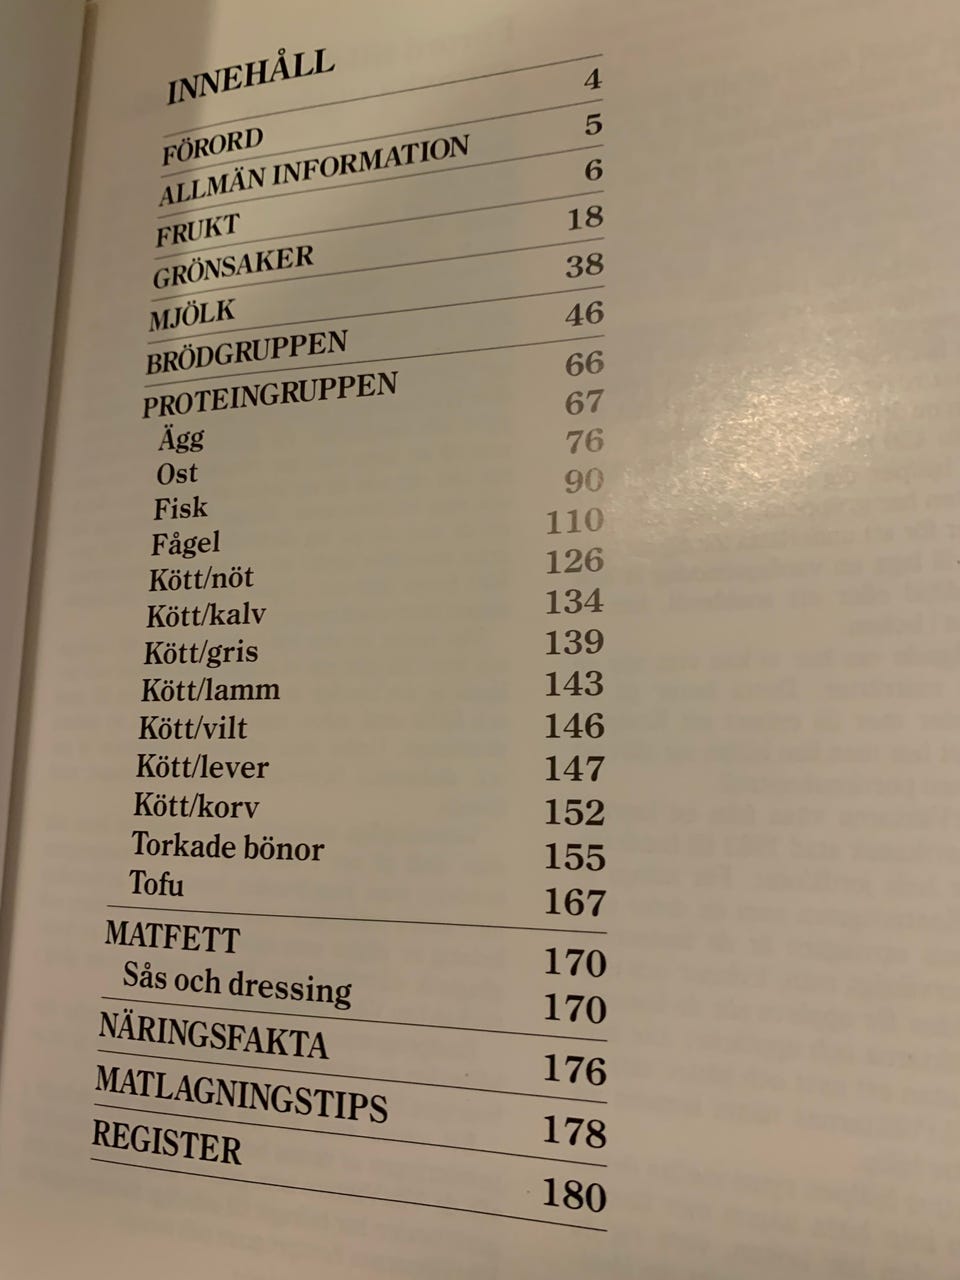 INNEHÅLL
FÖRORD 4
ALLMÄN INFORMATION 5
FRUKT 6
GRÖNSAKER 18
MJÖLK 38
BRÖDGRUPPEN 46
PROTEINGRUPPEN 66
Ägg 67
Ost 76
Fisk 90
Fågel 110
Kött/nöt 126
Kött/kalv 134
Kött/gris 139
Kött/lamm 143
Kött/vilt 146
Kött/lever 147
Kött/korv 152
Torkade bönor 155
Tofu 167
MATFETT 170
Sås och dressing 170
NÄRINGSFAKTA 176
MATLAGNINGSTIPS 178
REGISTER 180